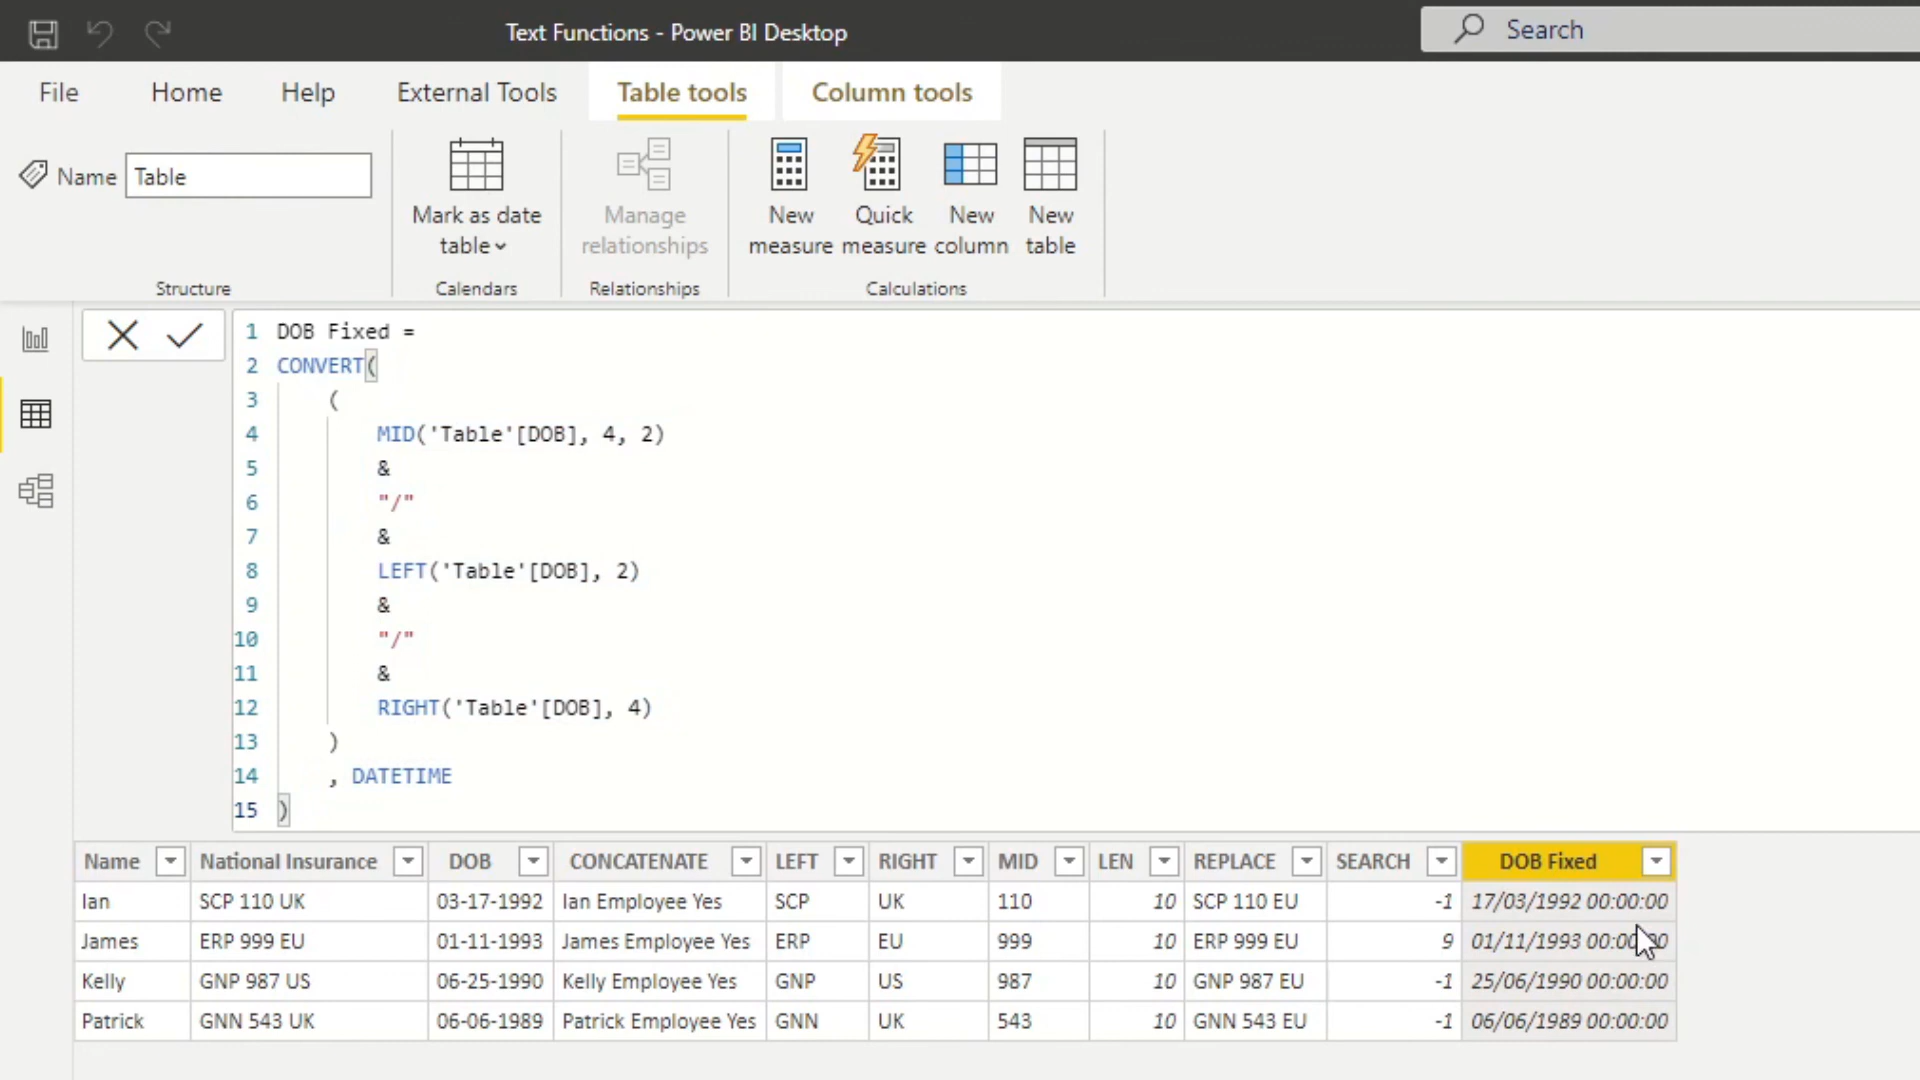 Text Functions - Power BI Desktop
Search
File
Home
Help
External Tools
Table tools
Column tools
Name
Table
Mark as date
table
Manage
relationships
New
measure
Quick
measure
New
column
New
table
Structure
Calendars
Relationships
Calculations
1 DOB Fixed =
2 CONVERT(
3 (
4 MID('Table'[DOB], 4, 2)
5 &
6 "/"
7 &
8 LEFT('Table'[DOB], 2)
9 &
10 "/"
11 &
12 RIGHT('Table'[DOB], 4)
13 )
14 , DATETIME
15 )
Name National Insurance DOB CONCATENATE LEFT RIGHT MID LEN REPLACE SEARCH DOB Fixed
Ian SCP 110 UK 03-17-1992 Ian Employee Yes SCP UK 110 10 SCP 110 EU -1 17/03/1992 00:00:00
James ERP 999 EU 01-11-1993 James Employee Yes ERP EU 999 10 ERP 999 EU 9 01/11/1993
Kelly GNP 987 US 06-25-1990 Kelly Employee Yes GNP US 987 10 GNP 987 EU -1 25/06/1990 00:00:00
Patrick GNN 543 UK 06-06-1989 Patrick Employee Yes GNN UK 543 10 GNN 543 EU -1 06/06/1989 00:00:00